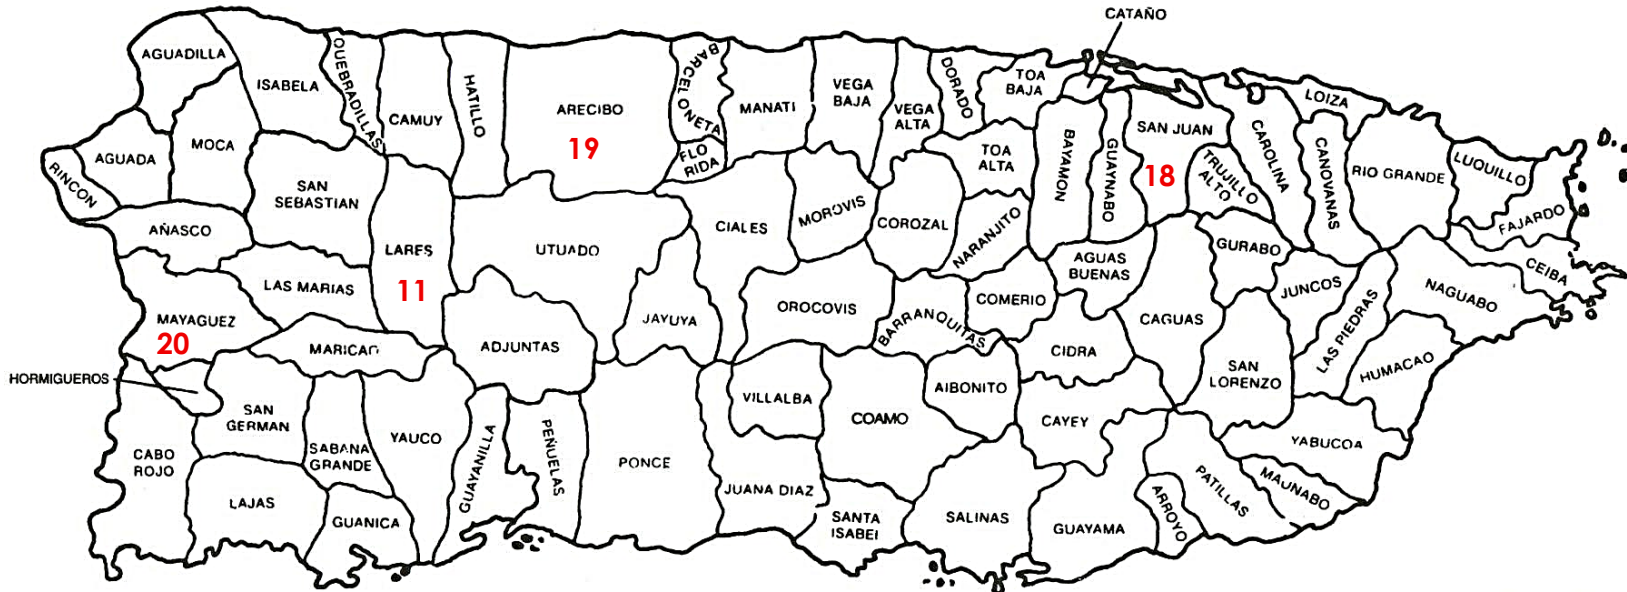 CATAÑO
AGUADILLA
ISABELA
QUEBRADILLAS
CAMUY
HATILLO
ARECIBO
19
BARCELONETA
FLO
RIDA
MANATI
VEGA
BAJA
VEGA
ALTA
DORADO
TOA
BAJA
TOA
ALTA
BAYAMON
GUAYNABO
SAN JUAN
18
TRUJILLO
ALTO
CAROLINA
LOIZA
CANOVANAS
RIO GRANDE
LUQUILLO
FAJARDO
CEIBA
RINCON
AGUADA
MOCA
SAN
SEBASTIAN
AÑASCO
LARES
11
UTUADO
CIALES
MOROVIS
COROZAL
NARANJITO
AGUAS
BUENAS
GURABO
JUNCOS
LAS PIEDRAS
NAGUABO
LAS MARIAS
MAYAGUEZ
20
MARICAO
ADJUNTAS
JAYUYA
OROCOVIS
BARRANQUITAS
COMERIO
CIDRA
CAGUAS
SAN
LORENZO
HUMACAO
HORMIGUEROS
CABO
ROJO
SAN
GERMAN
SABANA
GRANDE
YAUCO
GUAYANILLA
PEÑUELAS
PONCE
VILLALBA
COAMO
AIBONITO
CAYEY
YABUCOA
LAJAS
GUANICA
JUANA DIAZ
SANTA
ISABEl
SALINAS
GUAYAMA
ARROYO
PATILLAS
MAUNABO